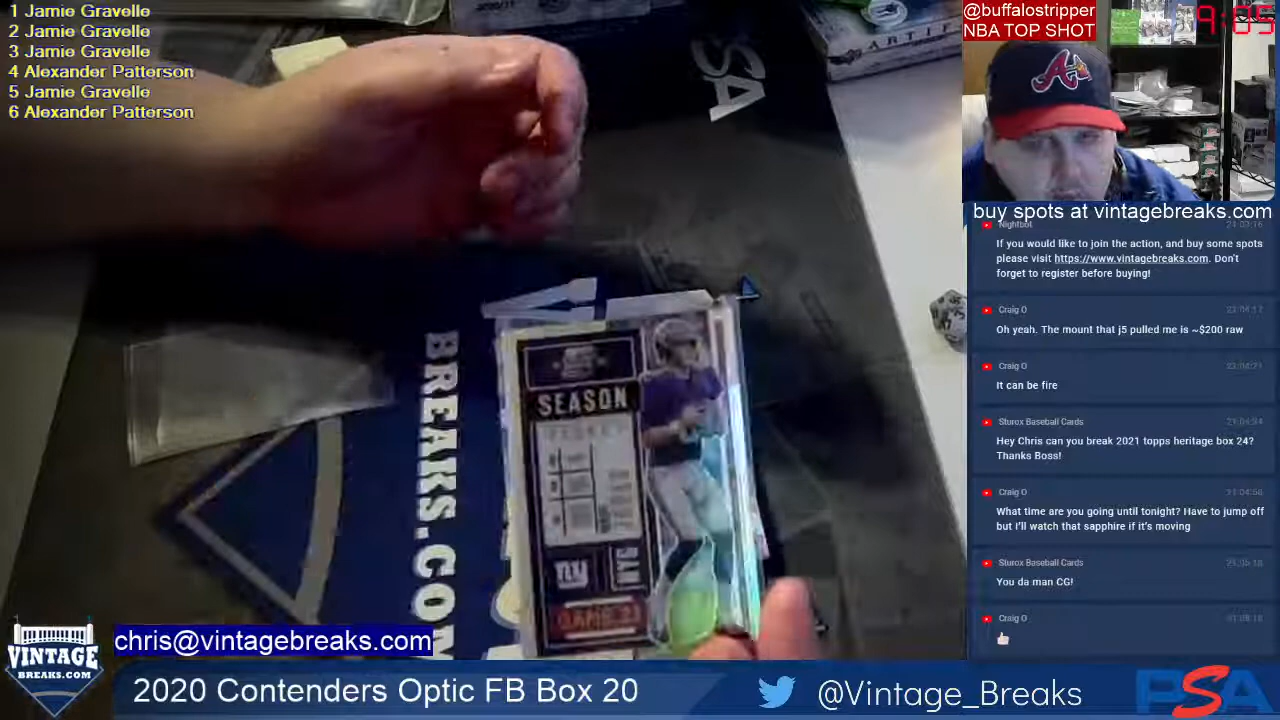 1 Jamie Gravelle
2 Jamie Gravelle
3 Jamie Gravelle
4 Alexander Patterson
5 Jamie Gravelle
6 Alexander Patterson
@buffalostripper
NBA TOP SHOT
9:05
buy spots at vintagebreaks.com
Nightbot
If you would like to join the action, and buy some spots
please visit https://www.vintagebreaks.com. Don't
forget to register before buying!
Craig O
Oh yeah. The mount that j5 pulled me is ~$200 raw
Craig O
It can be fire
Sturox Baseball Cards
Hey Chris can you break 2021 topps heritage box 24?
Thanks Boss!
Craig O
What time are you going until tonight? Have to jump off
but I'll watch that sapphire if it's moving
Sturox Baseball Cards
You da man CG!
Craig O
SA
BREAKS.COM
SEASON
NY
VINTAGE
BREAKS.COM
chris@vintagebreaks.com
2020 Contenders Optic FB Box 20
@Vintage_Breaks
PSA